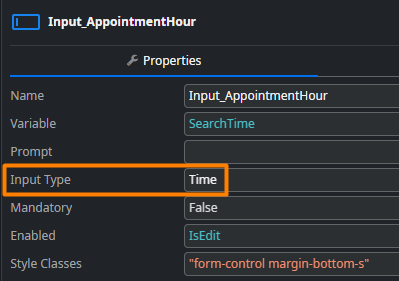 Input_AppointmentHour
Properties
Name Input_AppointmentHour
Variable SearchTime
Prompt
Input Type Time
Mandatory False
Enabled IsEdit
Style Classes "form-control margin-bottom-s"